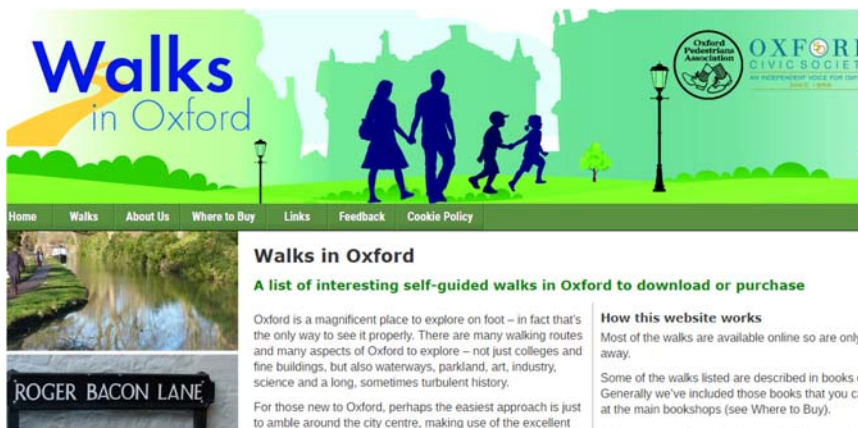 Walks
in Oxford
Oxford
Pedestrians
Association
OXFORD
CIVIC SOCIET
AN INDEPENDENT VOICE FOR
SINCE 1969
Home Walks About Us Where to Buy Links Feedback Cookie Policy
ROGER BACON LANE
Walks in Oxford
A list of interesting self-guided walks in Oxford to download or purchase
Oxford is a magnificent place to explore on foot – in fact that's
the only way to see it properly. There are many walking routes
and many aspects of Oxford to explore – not just colleges and
fine buildings, but also waterways, parkland, art, industry,
science and a long, sometimes turbulent history.
For those new to Oxford, perhaps the easiest approach is just
to amble around the city centre, making use of the excellent
How this website works
Most of the walks are available online so are only
away.
Some of the walks listed are described in books
Generally we've included those books that you c
at the main bookshops (see Where to Buy).